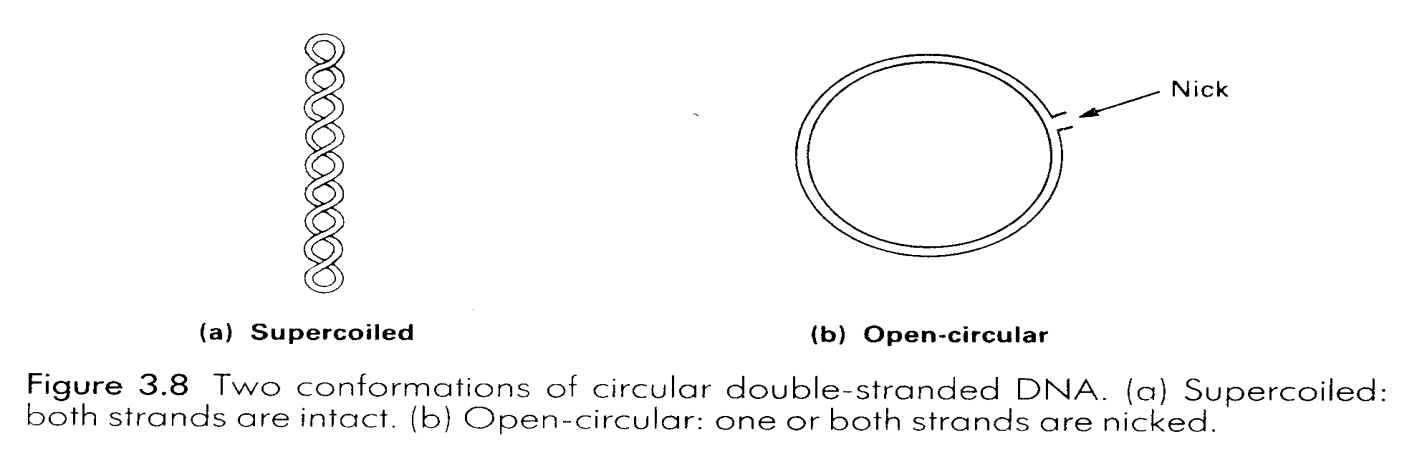 Nick
(a) Supercoiled
(b) Open-circular
Figure 3.8 Two conformations of circular double-stranded DNA. (a) Supercoiled:
both strands are intact. (b) Open-circular: one or both strands are nicked.